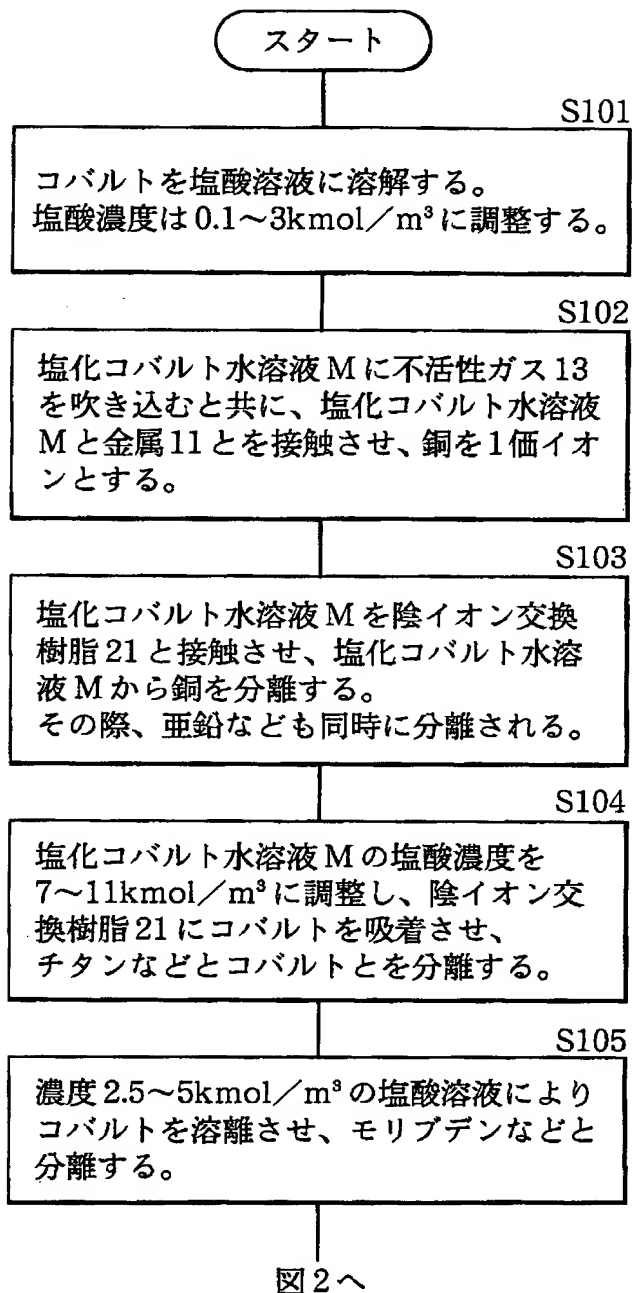 スタート
S101
コバルトを塩酸溶液に溶解する。
塩酸濃度は0.1〜3kmol／m³に調整する。
S102
塩化コバルト水溶液Mに不活性ガス13
を吹き込むと共に、塩化コバルト水溶液
Mと金属11とを接触させ、銅を1価イオ
ンとする。
S103
塩化コバルト水溶液Mを陰イオン交換
樹脂21と接触させ、塩化コバルト水溶
液Mから銅を分離する。
その際、亜鉛なども同時に分離される。
S104
塩化コバルト水溶液Mの塩酸濃度を
7〜11kmol／m³に調整し、陰イオン交
換樹脂21にコバルトを吸着させ、
チタンなどとコバルトとを分離する。
S105
濃度2.5〜5kmol／m³の塩酸溶液により
コバルトを溶離させ、モリブデンなどと
分離する。
図2へ